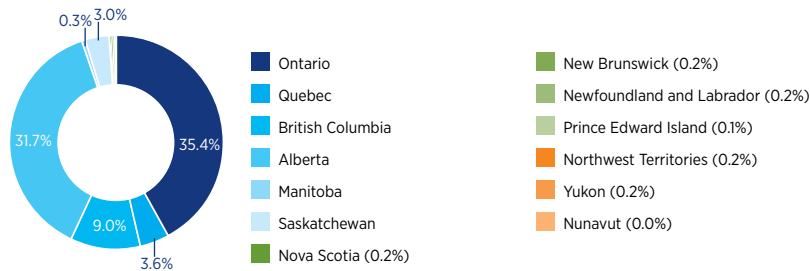 0.3%
3.0%
31.7%
35.4%
9.0%
3.6%
Ontario
Quebec
British Columbia
Alberta
Manitoba
Saskatchewan
Nova Scotia (0.2%)
New Brunswick (0.2%)
Newfoundland and Labrador (0.2%)
Prince Edward Island (0.1%)
Northwest Territories (0.2%)
Yukon (0.2%)
Nunavut (0.0%)